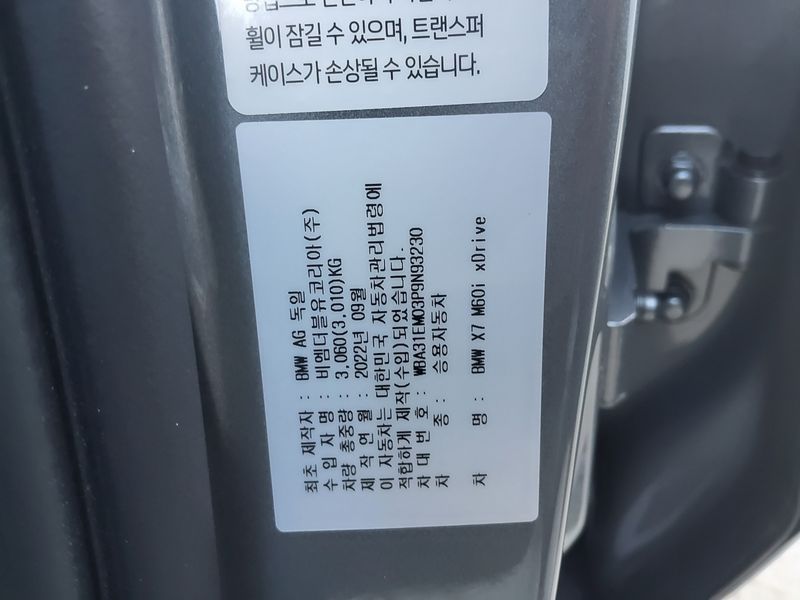 휠이 잠길 수 있으며, 트랜스퍼
케이스가 손상될 수 있습니다.
최초 제작자 : BMW AG 독일
수 입 자 명 : 비엠더블유코리아(주)
차량 총중량 : 3,060(3,010)KG
제 작 연 월 : 2022년 09월
이 자동차는 대한민국 자동차관리법령에
적합하게 제작(수입)되었습니다.
차 대 번 호 : WBA31EM03P9N93230
차 종 : 승용자동차
차 명 : BMW X7 M60i xDrive